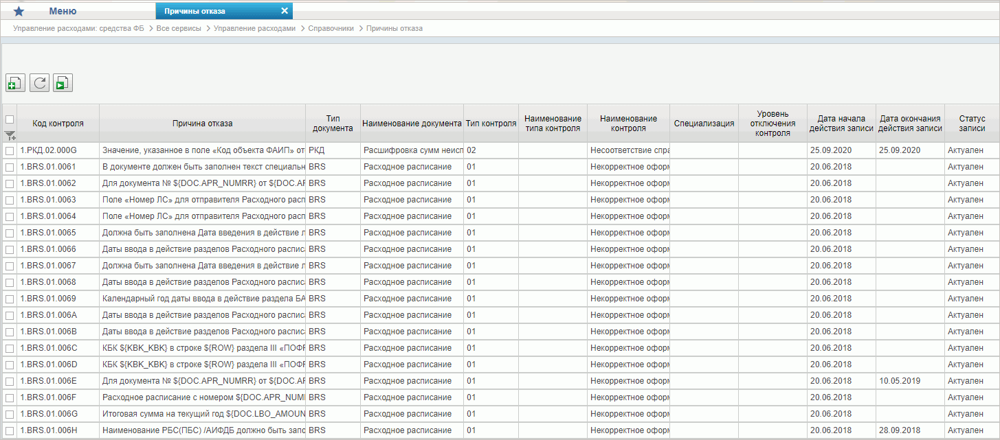 Меню Причины отказа
Управление расходами: средства ФБ > Все сервисы > Управление расходами > Справочники > Причины отказа
Код контроля Причина отказа Тип документа Наименование документа Тип контроля Наименование типа контроля Наименование контроля Специализация Уровень отключения контроля Дата начала действия записи Дата окончания действия записи Статус записи
1.РКД.02.000G Значение, указанное в поле «Код объекта ФАИП» от РКД Расшифровка сумм неисп 02 Несоответствие спра 25.09.2020 25.09.2020 Актуален
1.BRS.01.0061 В документе должен быть заполнен текст специальн BRS Расходное расписание 01 Некорректное оформ 20.06.2018 Актуален
1.BRS.01.0062 Для документа № ${DOC.APR_NUMRR} от ${DOC.AF BRS Расходное расписание 01 Некорректное оформ 20.06.2018 Актуален
1.BRS.01.0063 Поле «Номер ЛС» для отправителя Расходного расп BRS Расходное расписание 01 Некорректное оформ 20.06.2018 Актуален
1.BRS.01.0064 Поле «Номер ЛС» для отправителя Расходного расп BRS Расходное расписание 01 Некорректное оформ 20.06.2018 Актуален
1.BRS.01.0065 Должна быть заполнена Дата введения в действие л BRS Расходное расписание 01 Некорректное оформ 20.06.2018 Актуален
1.BRS.01.0066 Даты ввода в действие разделов Расходного расписа BRS Расходное расписание 01 Некорректное оформ 20.06.2018 Актуален
1.BRS.01.0067 Должна быть заполнена Дата введения в действие л BRS Расходное расписание 01 Некорректное оформ 20.06.2018 Актуален
1.BRS.01.0068 Даты ввода в действие разделов Расходного расписа BRS Расходное расписание 01 Некорректное оформ 20.06.2018 Актуален
1.BRS.01.0069 Календарный год даты ввода в действие раздела БА BRS Расходное расписание 01 Некорректное оформ 20.06.2018 Актуален
1.BRS.01.006A Даты ввода в действие разделов Расходного расписа BRS Расходное расписание 01 Некорректное оформ 20.06.2018 Актуален
1.BRS.01.006B Даты ввода в действие разделов Расходного расписа BRS Расходное расписание 01 Некорректное оформ 20.06.2018 Актуален
1.BRS.01.006C КБК ${KBK_KBK} в строке ${ROW} раздела III «ПОФР BRS Расходное расписание 01 Некорректное оформ 20.06.2018 Актуален
1.BRS.01.006D КБК ${KBK_KBK} в строке ${ROW} раздела III «ПОФР BRS Расходное расписание 01 Некорректное оформ 20.06.2018 Актуален
1.BRS.01.006E Для документа № ${DOC.APR_NUMRR} от ${DOC.AF BRS Расходное расписание 01 Некорректное оформ 20.06.2018 10.05.2019 Актуален
1.BRS.01.006F Расходное расписание с номером ${DOC.APR_NUMI BRS Расходное расписание 01 Некорректное оформ 20.06.2018 Актуален
1.BRS.01.006G Итоговая сумма на текущий год ${DOC.LBO_AMOUN BRS Расходное расписание 01 Некорректное оформ 20.06.2018 Актуален
1.BRS.01.006H Наименование РБС(ПБС) /АИФДБ должно быть запо BRS Расходное расписание 01 Некорректное оформ 20.06.2018 28.09.2018 Актуален